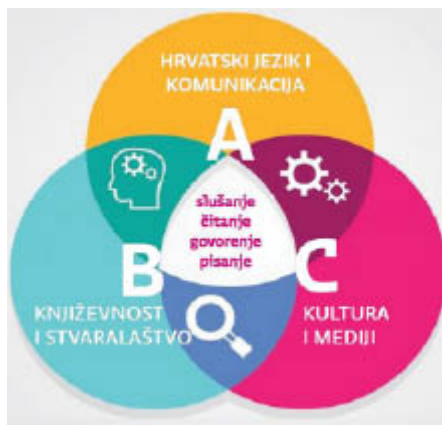 HRVATSKI JEZIK I
KOMUNIKACIJA
A
slušanje
čitanje
govorenje
pisanje
B
C
KNJIŽEVNOST
I STVARALAŠTVO
KULTURA
I MEDIJI